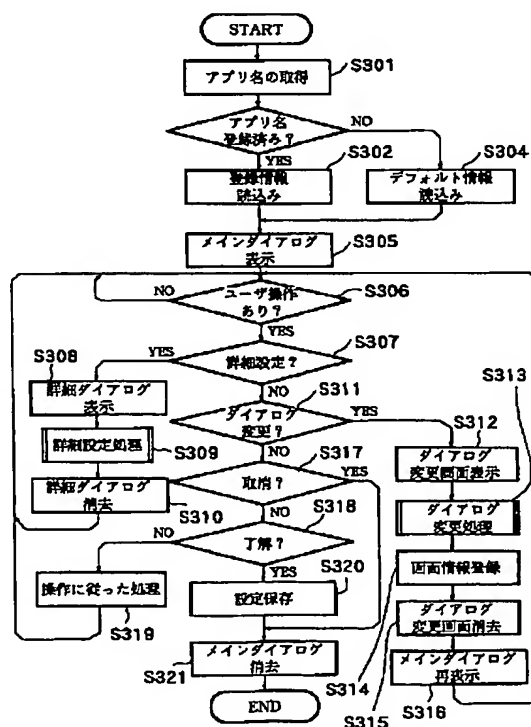 START
S301
アプリ名の取得
アプリ名
登録済み？
NO
YES
S302
S304
登録情報
読込み
デフォルト情報
読込み
S305
メインダイアログ
表示
S306
ユーザ操作
あり？
NO
YES
S307
詳細設定？
YES
NO
S308
詳細ダイアログ
表示
詳細設定処理
S309
詳細ダイアログ
消去
S310
S311
ダイアログ
変更？
YES
NO
S312
S313
ダイアログ
変更画面表示
ダイアログ
変更処理
画面情報登録
ダイアログ
変更画面消去
メインダイアログ
再表示
S314
S315
S316
S317
取消？
YES
NO
S318
了解？
NO
YES
操作に従った処理
S319
S320
設定保存
メインダイアログ
消去
S321
END